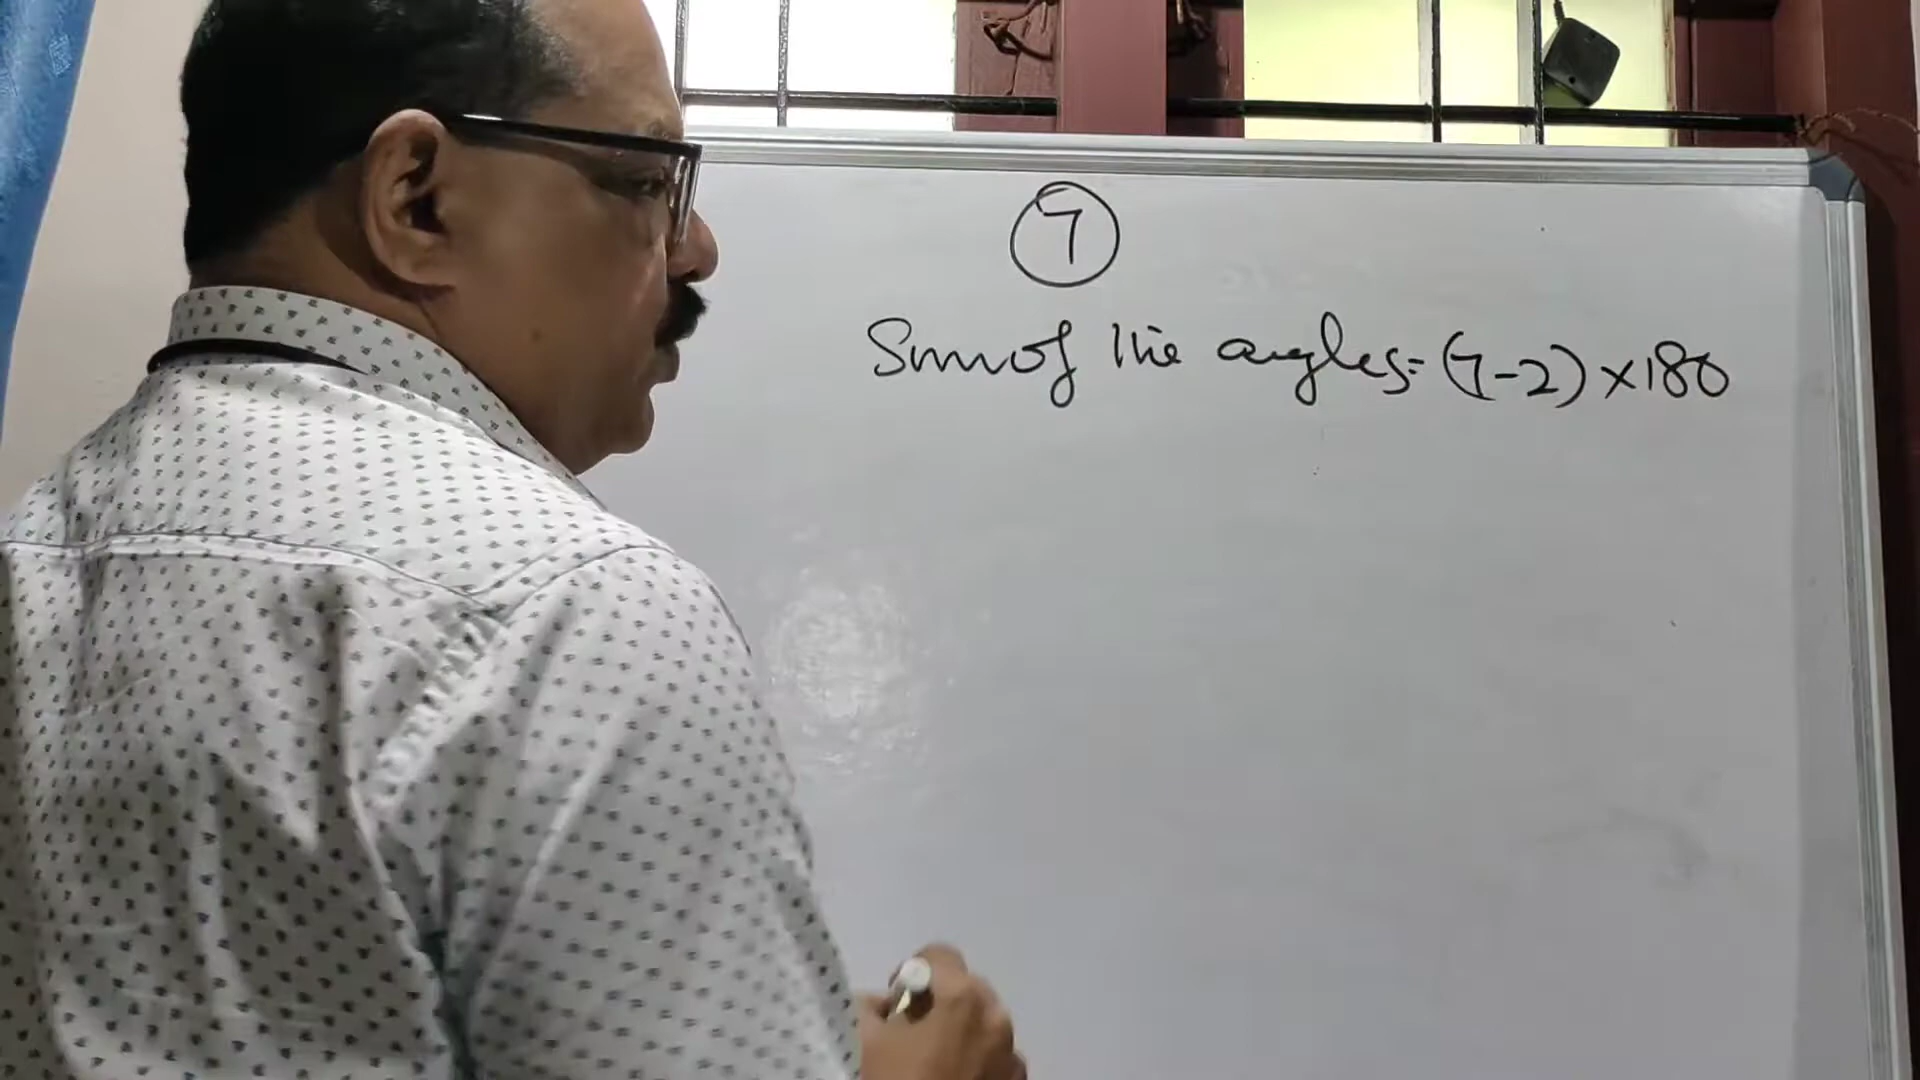 7
Sum of the angles = (7-2) × 180